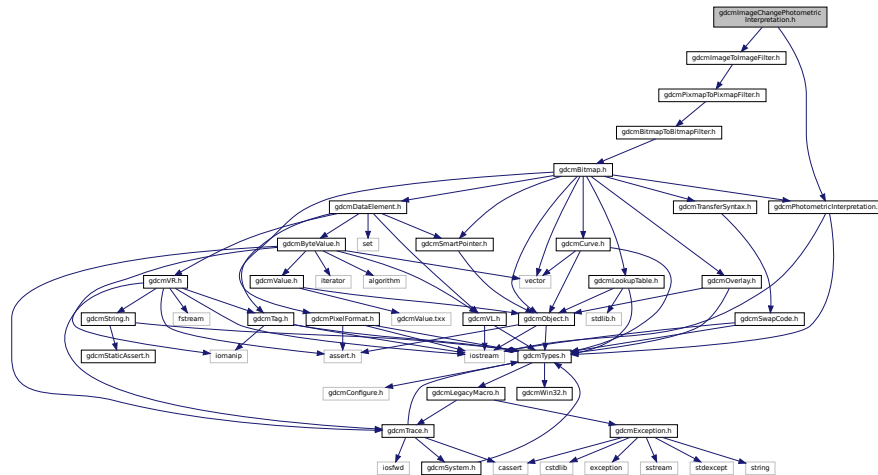 gdcmImageChangePhotometric
Interpretation.h
gdcmImageToImageFilter.h
gdcmPixmapToPixmapFilter.h
gdcmBitmapToBitmapFilter.h
gdcmBitmap.h
gdcmDataElement.h
gdcmTransferSyntax.h
gdcmPhotometricInterpretation.h
gdcmByteValue.h
set
gdcmSmartPointer.h
gdcmCurve.h
gdcmVR.h
gdcmValue.h
iterator
algorithm
vector
gdcmLookupTable.h
gdcmOverlay.h
gdcmString.h
fstream
gdcmTag.h
gdcmPixelFormat.h
gdcmValue.txx
gdcmVL.h
gdcmObject.h
stdlib.h
gdcmSwapCode.h
gdcmStaticAssert.h
iomanip
assert.h
iostream
gdcmTypes.h
gdcmConfigure.h
gdcmLegacyMacro.h
gdcmWin32.h
gdcmTrace.h
gdcmException.h
iosfwd
gdcmSystem.h
cassert
cstdlib
exception
sstream
stdexcept
string